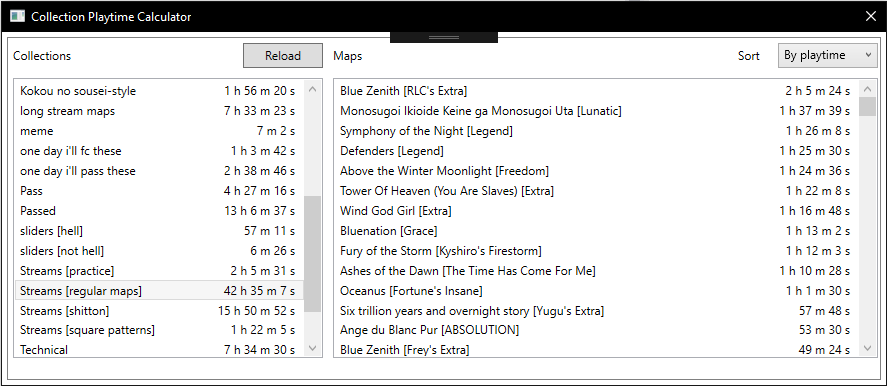 Collection Playtime Calculator
Collections Reload
Kokou no sousei-style 1 h 56 m 20 s
long stream maps 7 h 33 m 23 s
meme 7 m 2 s
one day i'll fc these 1 h 3 m 42 s
one day i'll pass these 2 h 38 m 46 s
Pass 4 h 27 m 16 s
Passed 13 h 6 m 37 s
sliders [hell] 57 m 11 s
sliders [not hell] 6 m 26 s
Streams [practice] 2 h 5 m 31 s
Streams [regular maps] 42 h 35 m 7 s
Streams [shitton] 15 h 50 m 52 s
Streams [square patterns] 1 h 22 m 5 s
Technical 7 h 34 m 30 s
Maps Sort By playtime
Blue Zenith [RLC's Extra] 2 h 5 m 24 s
Monosugoi Ikioide Keine ga Monosugoi Uta [Lunatic] 1 h 37 m 39 s
Symphony of the Night [Legend] 1 h 26 m 8 s
Defenders [Legend] 1 h 25 m 30 s
Above the Winter Moonlight [Freedom] 1 h 24 m 36 s
Tower Of Heaven (You Are Slaves) [Extra] 1 h 22 m 8 s
Wind God Girl [Extra] 1 h 16 m 48 s
Bluenation [Grace] 1 h 13 m 2 s
Fury of the Storm [Kyshiro's Firestorm] 1 h 12 m 3 s
Ashes of the Dawn [The Time Has Come For Me] 1 h 10 m 28 s
Oceanus [Fortune's Insane] 1 h 1 m 30 s
Six trillion years and overnight story [Yugu's Extra] 57 m 48 s
Ange du Blanc Pur [ABSOLUTION] 53 m 30 s
Blue Zenith [Frey's Extra] 49 m 24 s